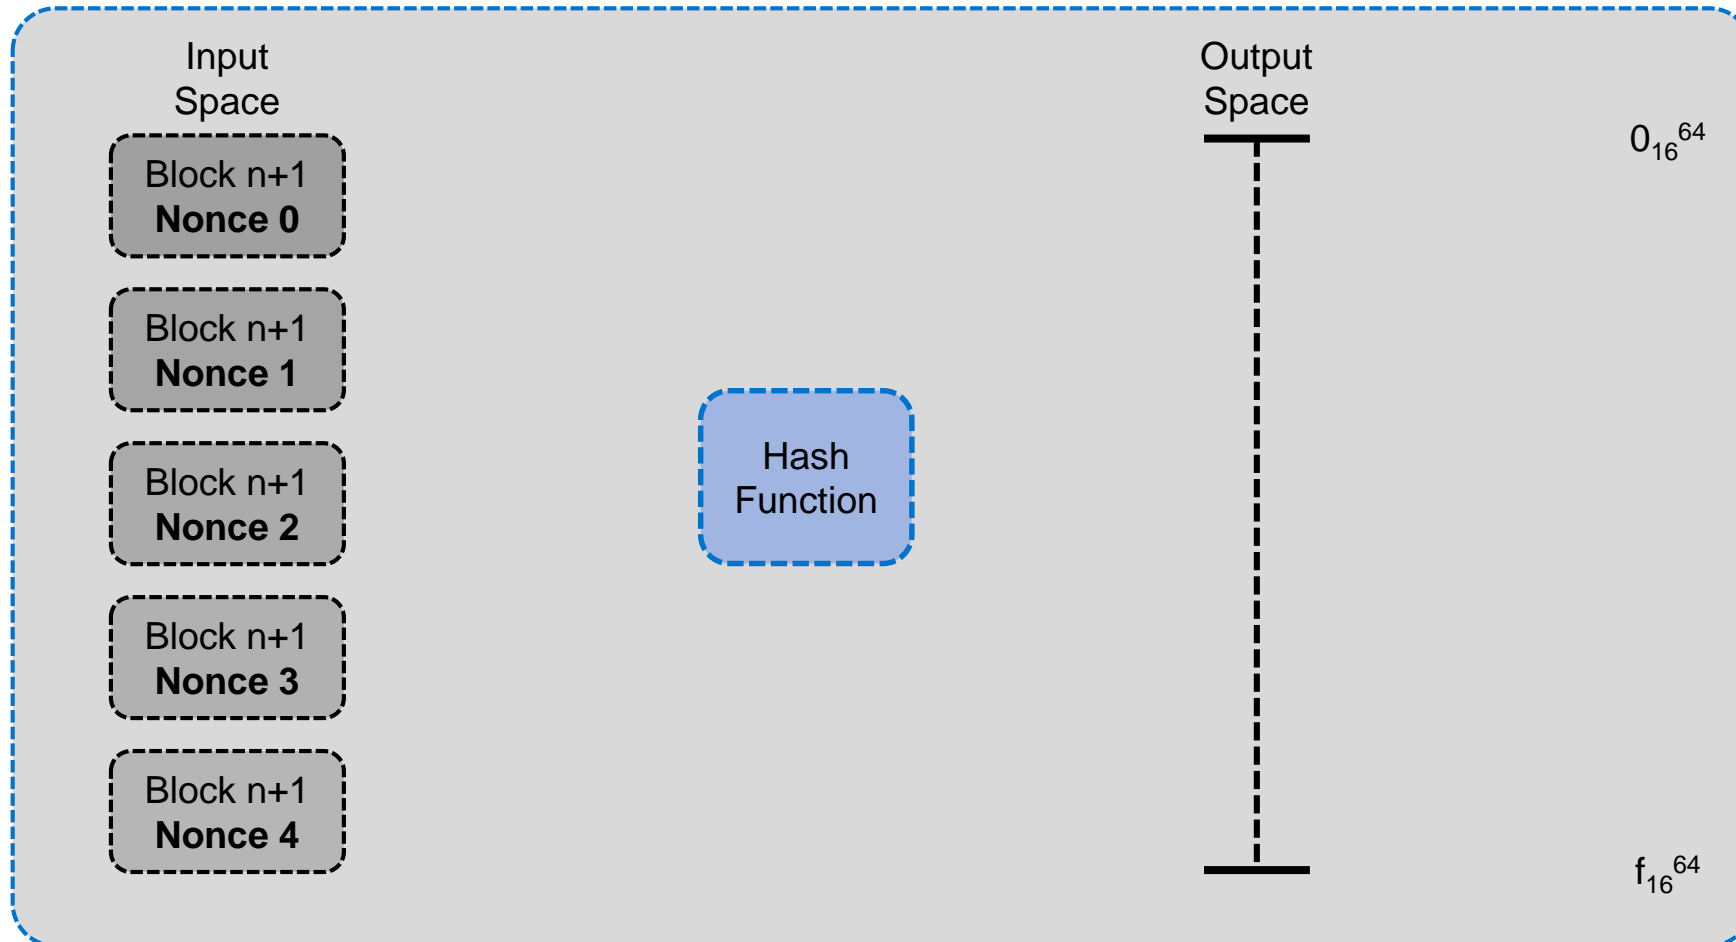 Input
Space
Block n+1
Nonce 0
Block n+1
Nonce 1
Block n+1
Nonce 2
Block n+1
Nonce 3
Block n+1
Nonce 4
Hash
Function
Output
Space
0₁₆⁶⁴
f₁₆⁶⁴